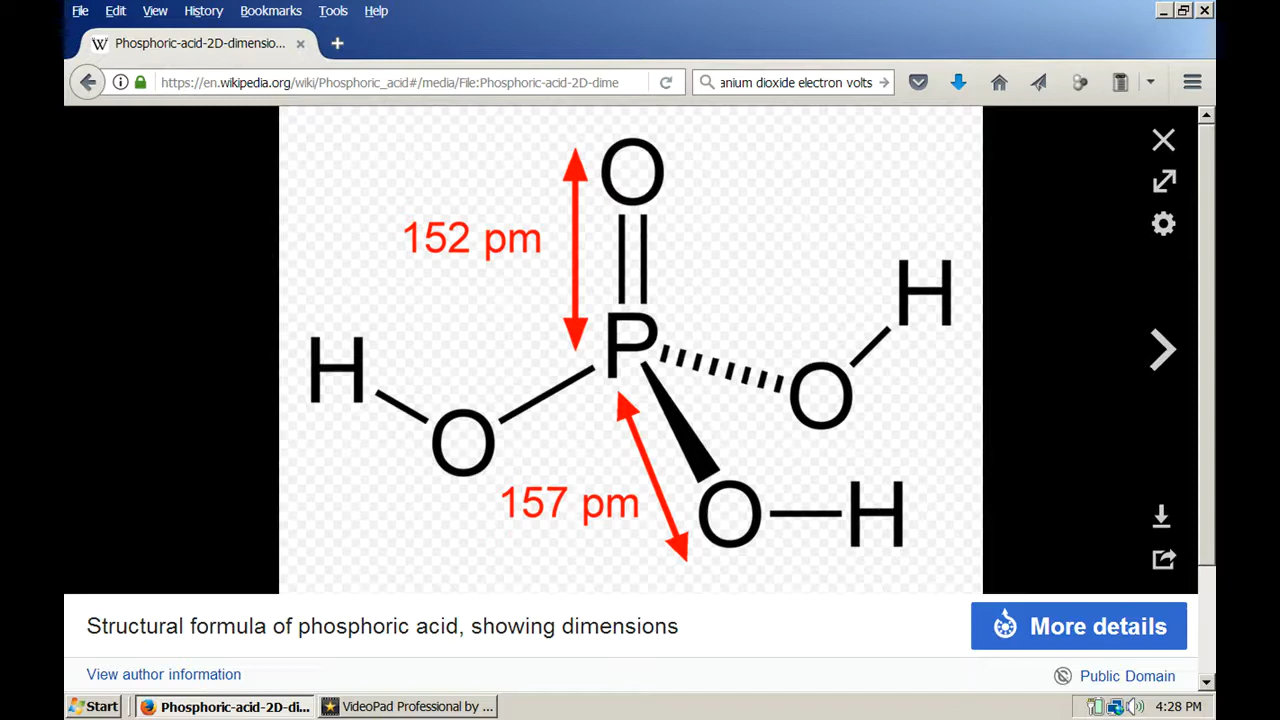 File Edit View History Bookmarks Tools Help
W Phosphoric-acid-2D-dimensio...
https://en.wikipedia.org/wiki/Phosphoric_acid#/media/File:Phosphoric-acid-2D-dime
anium dioxide electron volts
O
152 pm
H
P
H
O
O
157 pm
O H
Structural formula of phosphoric acid, showing dimensions
More details
View author information
Public Domain
Start
Phosphoric-acid-2D-di...
VideoPad Professional by ...
4:28 PM